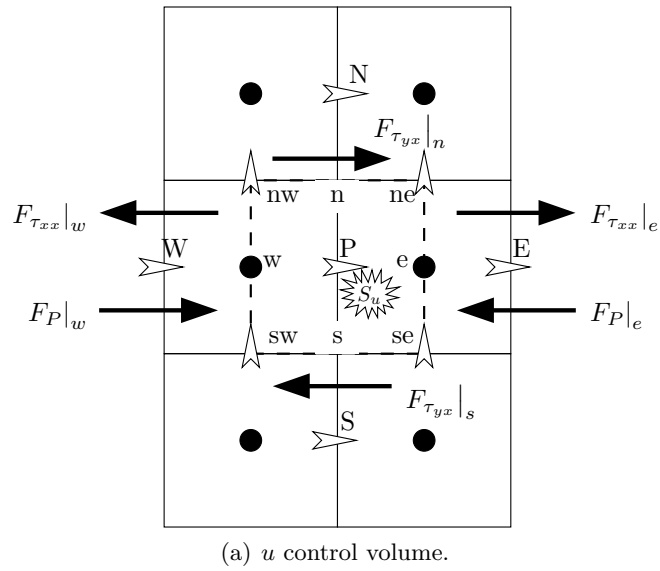 N
F_{τ_{yx}}|_n
nw n ne
F_{τ_{xx}}|_w F_{τ_{xx}}|_e
W w P e E
S_u
F_P|_w F_P|_e
sw s se
F_{τ_{yx}}|_s
S
(a) u control volume.